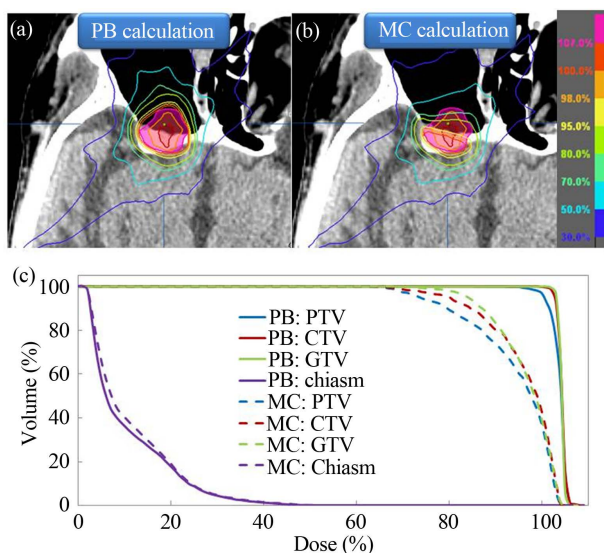 (a) PB calculation
(b) MC calculation
107.0%
100.0%
98.0%
95.0%
80.0%
70.0%
50.0%
30.0%
(c)
100
80
60
40
20
0
Volume (%)
PB: PTV
PB: CTV
PB: GTV
PB: chiasm
MC: PTV
MC: CTV
MC: GTV
MC: Chiasm
0 20 40 60 80 100
Dose (%)